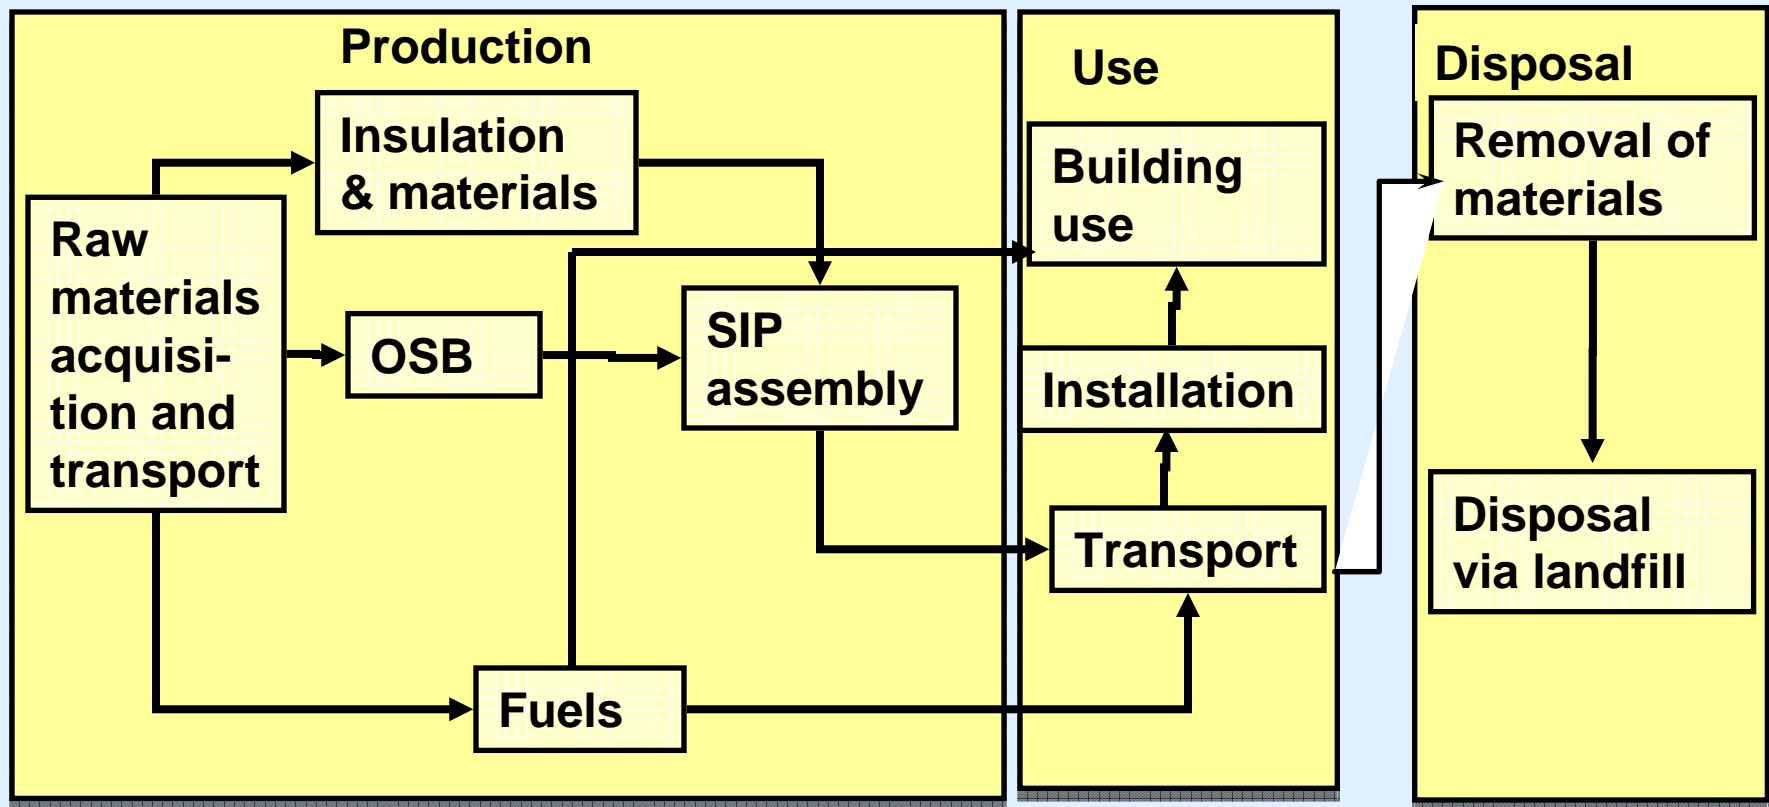 Production
Insulation
& materials
Raw
materials
acquisi-
tion and
transport
OSB
SIP
assembly
Fuels
Use
Building
use
Installation
Transport
Disposal
Removal of
materials
Disposal
via landfill